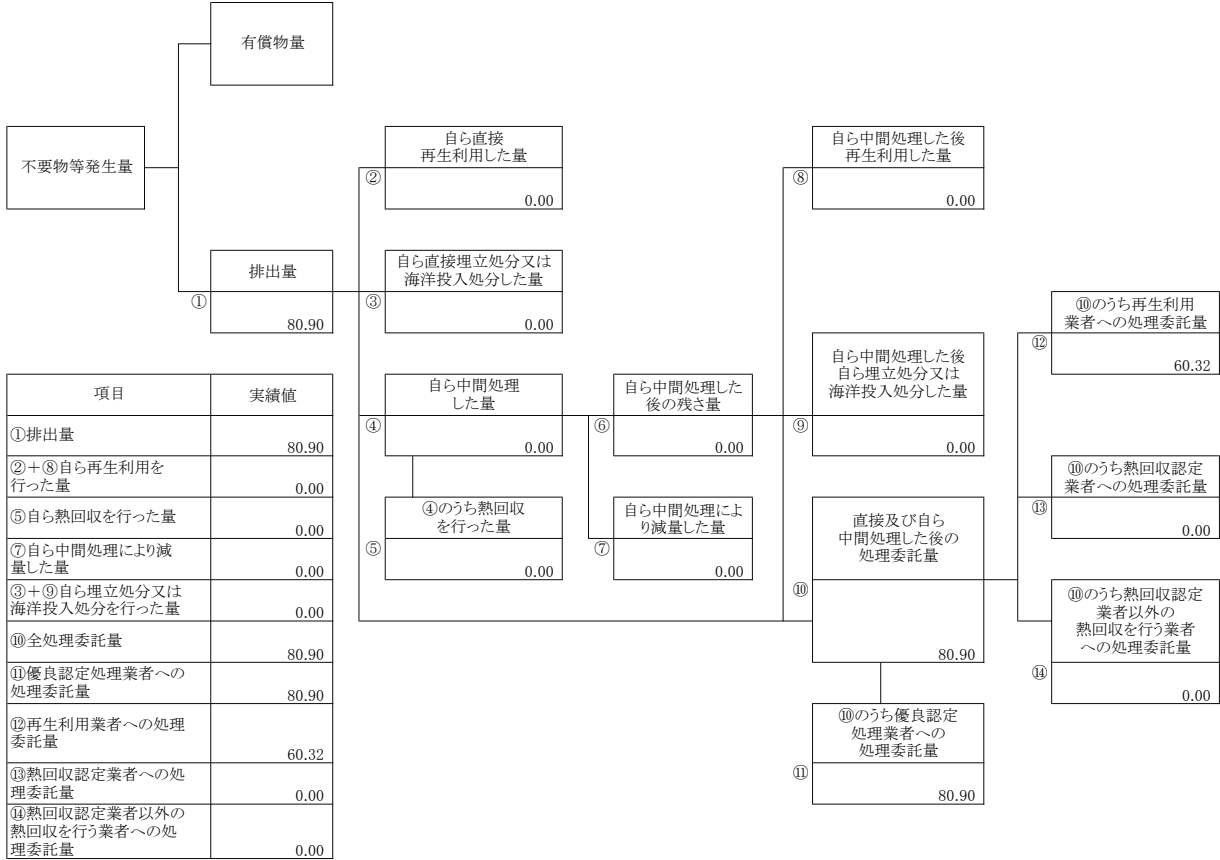 有償物量
不要物等発生量
自ら直接
再生利用した量
②
0.00
自ら中間処理した後
再生利用した量
⑧
0.00
排出量
①
80.90
自ら直接埋立処分又は
海洋投入処分した量
③
0.00
⑩のうち再生利用
業者への処理委託量
⑫
60.32
自ら中間処理した後
自ら埋立処分又は
海洋投入処分した量
⑨
0.00
自ら中間処理
した量
④
0.00
自ら中間処理した
後の残さ量
⑥
0.00
⑩のうち熱回収認定
業者への処理委託量
⑬
0.00
④のうち熱回収
を行った量
⑤
0.00
自ら中間処理によ
り減量した量
⑦
0.00
直接及び自ら
中間処理した後の
処理委託量
⑩
80.90
⑩のうち熱回収認定
業者以外の
熱回収を行う業者
への処理委託量
⑭
0.00
⑩のうち優良認定
処理業者への
処理委託量
⑪
80.90
項目 実績値
①排出量
80.90
②＋⑧自ら再生利用を
行った量 0.00
⑤自ら熱回収を行った量
0.00
⑦自ら中間処理により減
量した量 0.00
③＋⑨自ら埋立処分又は
海洋投入処分を行った量 0.00
⑩全処理委託量
80.90
⑪優良認定処理業者への
処理委託量 80.90
⑫再生利用業者への処理
委託量
60.32
⑬熱回収認定業者への処
理委託量 0.00
⑭熱回収認定業者以外の
熱回収を行う業者への処
理委託量 0.00